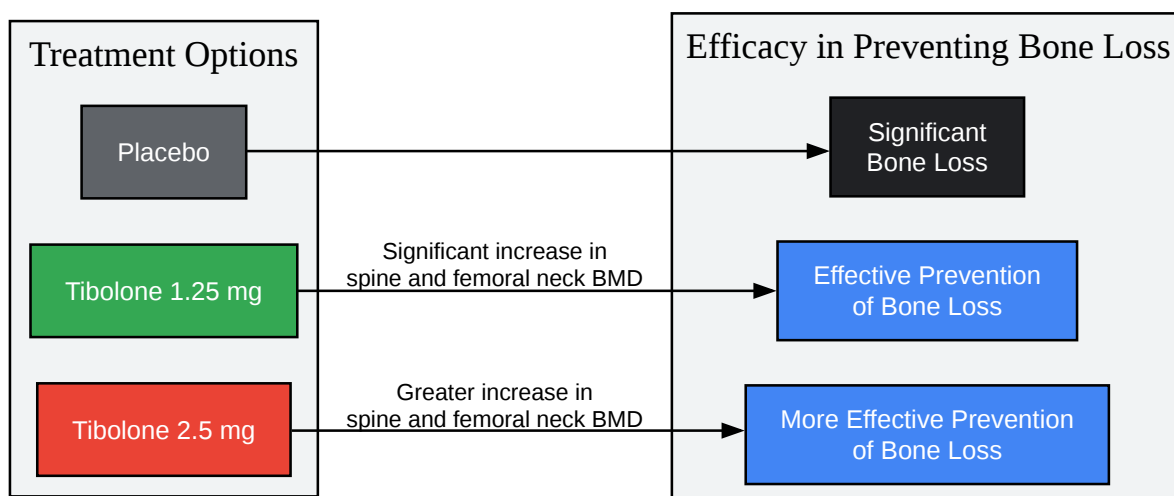 Treatment Options
Efficacy in Preventing Bone Loss
Placebo
Significant
Bone Loss
Tibolone 1.25 mg
Significant increase in
spine and femoral neck BMD
Effective Prevention
of Bone Loss
Tibolone 2.5 mg
Greater increase in
spine and femoral neck BMD
More Effective Prevention
of Bone Loss